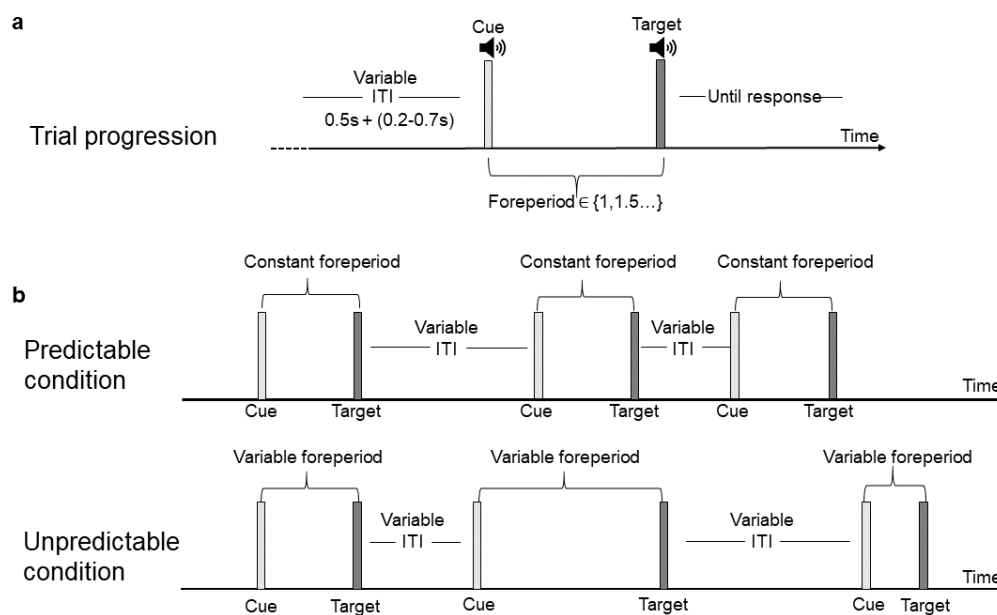 a
Cue
Target
Variable
ITI
0.5s + (0.2-0.7s)
Until response
Trial progression
Time
Foreperiod ∈ {1,1.5…}
b
Constant foreperiod
Constant foreperiod
Constant foreperiod
Predictable
condition
Variable
ITI
Variable
ITI
Time
Cue
Target
Cue
Target
Cue
Target
Variable foreperiod
Variable foreperiod
Variable foreperiod
Unpredictable
condition
Variable
ITI
Variable
ITI
Time
Cue
Target
Cue
Target
Cue
Target